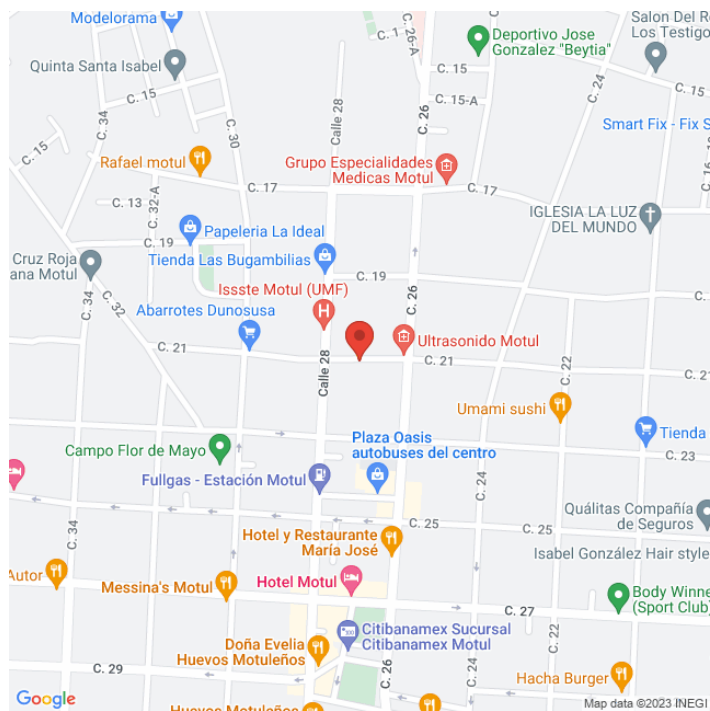 Modelorama
C. 1
C. 26-A
Deportivo Jose
Gonzalez "Beytia"
Salon Del R
Los Testigo
Quinta Santa Isabel
C. 15
C. 15
C. 15-A
C. 24
C. 34
C. 30
Calle 28
C. 26
Smart Fix - Fix S
C. 15
Rafael motul
C. 32-A
C. 17
Grupo Especialidades
Medicas Motul
C. 17
C. 16
C. 13
IGLESIA LA LUZ
DEL MUNDO
Papeleria La Ideal
C. 19
Tienda Las Bugambilias
Cruz Roja
ana Motul
C. 19
C. 34
C. 32
Issste Motul (UMF)
C. 26
Abarrotes Dunosusa
Ultrasonido Motul
C. 21
C. 21
C. 21
Calle 28
C. 22
Umami sushi
Campo Flor de Mayo
Plaza Oasis
autobuses del centro
Tienda
C. 23
Fullgas - Estación Motul
C. 24
C. 34
C. 25
C. 25
Quálitas Compañía
de Seguros
Hotel y Restaurante
María José
Isabel González Hair style
Autor
Messina's Motul
Hotel Motul
C. 27
Body Winne
(Sport Club)
C. 22
Doña Evelia
Huevos Motuleños
Citibanamex Sucursal
Citibanamex Motul
C. 29
C. 26
C. 24
Hacha Burger
Google
Huevos Motuleños
Map data ©2023 INEGI